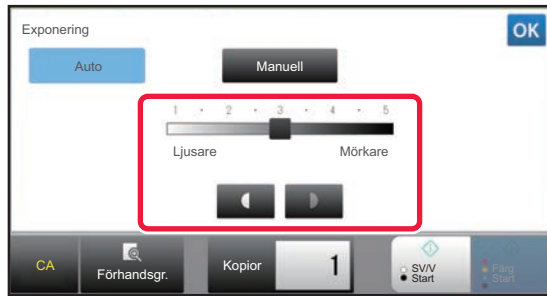 Exponering
OK
Auto
Manuell
1 · 2 · 3 · 4 · 5
Ljusare
Mörkare
CA
Förhandsgr.
Kopior
1
SV/V
Start
Färg
Start